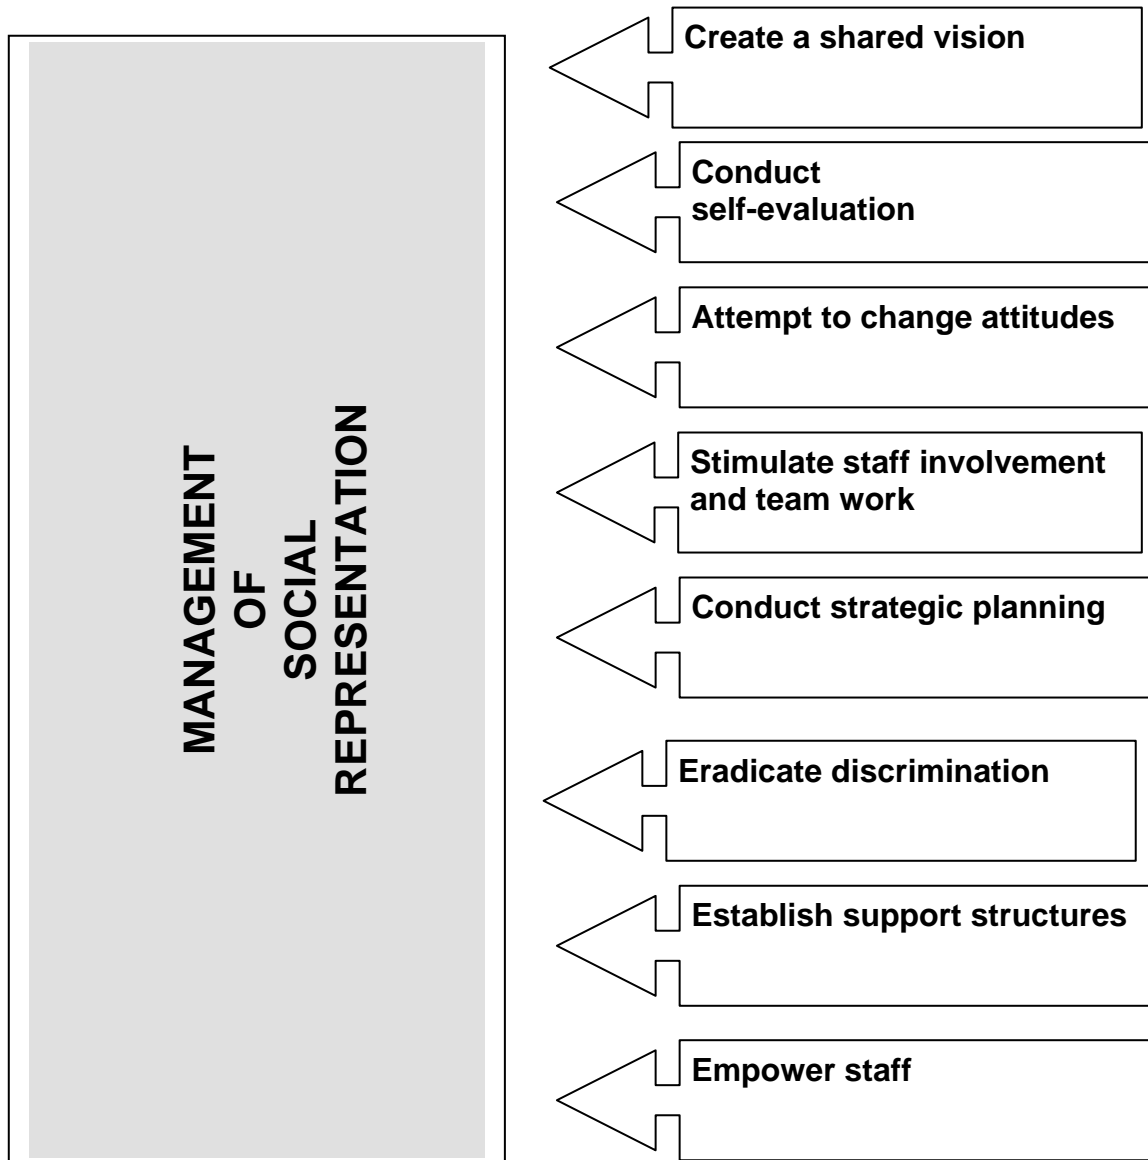 MANAGEMENT
OF
SOCIAL
REPRESENTATION
Create a shared vision
Conduct
self-evaluation
Attempt to change attitudes
Stimulate staff involvement
and team work
Conduct strategic planning
Eradicate discrimination
Establish support structures
Empower staff